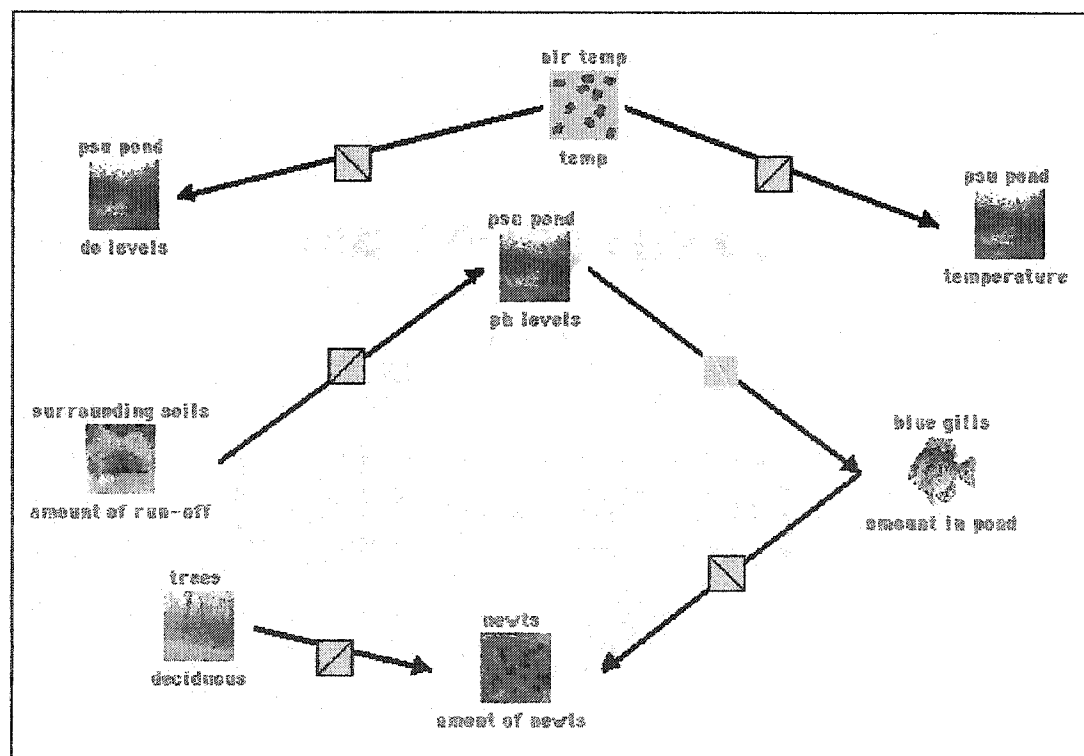 air temp
temp
psu pond
do levels
psu pond
temperature
psu pond
ph levels
surrounding soils
amount of run-off
blue gills
amount in pond
trees
deciduous
newts
amount of newts